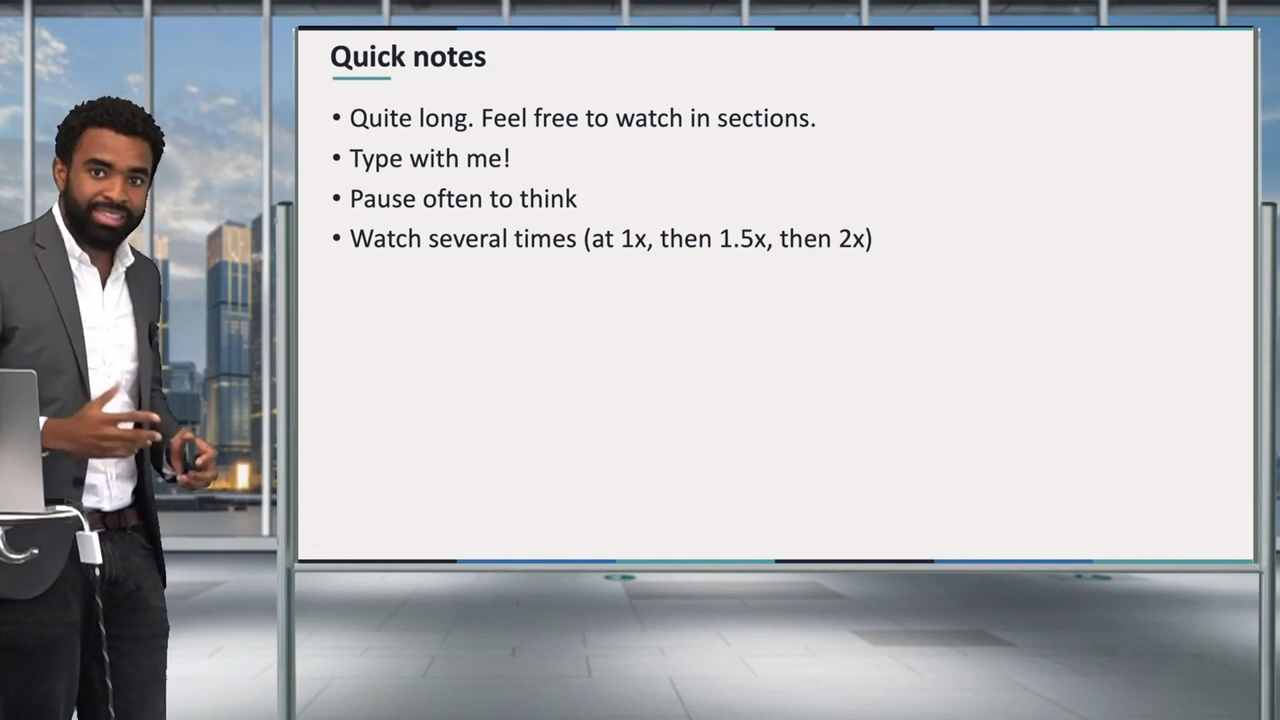 Quick notes
• Quite long. Feel free to watch in sections.
• Type with me!
• Pause often to think
• Watch several times (at 1x, then 1.5x, then 2x)